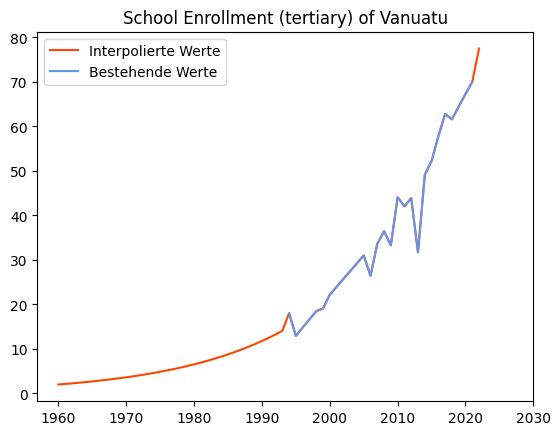 School Enrollment (tertiary) of Vanuatu
Interpolierte Werte
Bestehende Werte
80
70
60
50
40
30
20
10
0
1960 1970 1980 1990 2000 2010 2020 2030